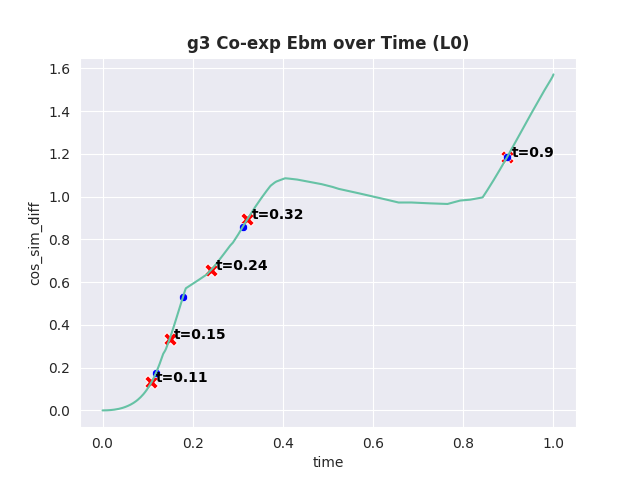 g3 Co-exp Ebm over Time (L0)
cos_sim_diff
1.6
1.4
1.2
1.0
0.8
0.6
0.4
0.2
0.0
t=0.9
t=0.32
t=0.24
t=0.15
t=0.11
0.0 0.2 0.4 0.6 0.8 1.0
time